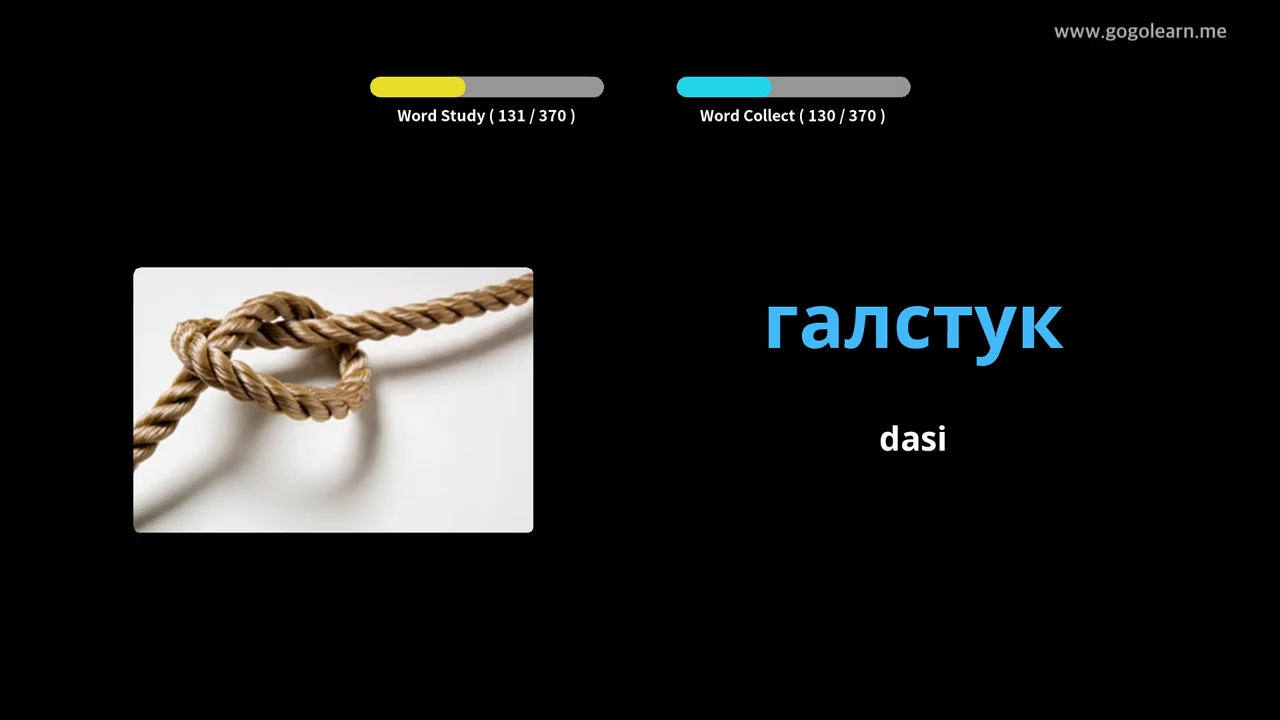 www.gogolearn.me
Word Study ( 131 / 370 )
Word Collect ( 130 / 370 )
галстук
dasi